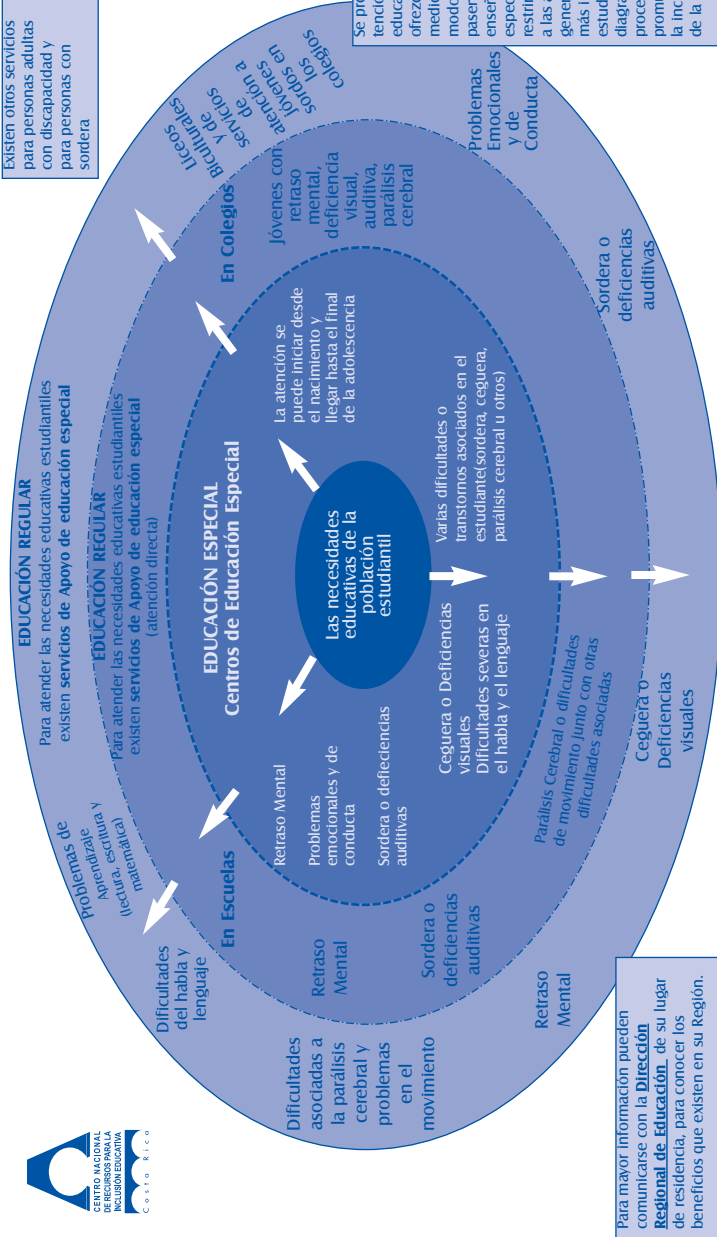 CENTRO NACIONAL
DE RECURSOS PARA LA
INCLUSIÓN EDUCATIVA
Costa Rica
EDUCACIÓN REGULAR
Para atender las necesidades educativas estudiantiles
existen servicios de Apoyo de educación especial
EDUCACIÓN REGULAR
Para atender las necesidades educativas estudiantiles
existen servicios de Apoyo de educación especial
(atención directa)
EDUCACIÓN ESPECIAL
Centros de Educación Especial
Las necesidades
educativas de la
población
estudiantil
Existen otros servicios
para personas adultas
con discapacidad y
para personas con
sordera
Problemas de
Aprendizaje
(lectura, escritura y
matemática)
Dificultades
del habla y
lenguaje
Dificultades
asociadas a
la parálisis
cerebral y
problemas
en el
movimiento
Retraso
Mental
Ceguera o
Deficiencias
visuales
Sordera o
deficiencias
auditivas
Problemas
Emocionales
y de
Conducta
Liceos
Biculturales
y de
servicios
de
atención a
jóvenes
sordos en
los
colegios
En Escuelas
Retraso
Mental
Sordera o
deficiencias
auditivas
Parálisis Cerebral o dificultades
de movimiento junto con otras
dificultades asociadas
En Colegios
Jóvenes con
retraso
mental,
deficiencia
visual,
auditiva,
parálisis
cerebral
Retraso Mental
Problemas
emocionales y de
conducta
Sordera o defieciencias
auditivas
Ceguera o Deficiencias
visuales
Dificultades severas en
el habla y el lenguaje
Varias dificultades o
transtornos asociados en el
estudiante(sordera, ceguera,
parálisis cerebral u otros)
La atención se
puede iniciar desde
el nacimiento y
llegar hasta el final
de la adolescencia
Para mayor información pueden
comunicarse con la Dirección
Regional de Educación de su lugar
de residencia, para conocer los
beneficios que existen en su Región.
Se
a las
más
de la